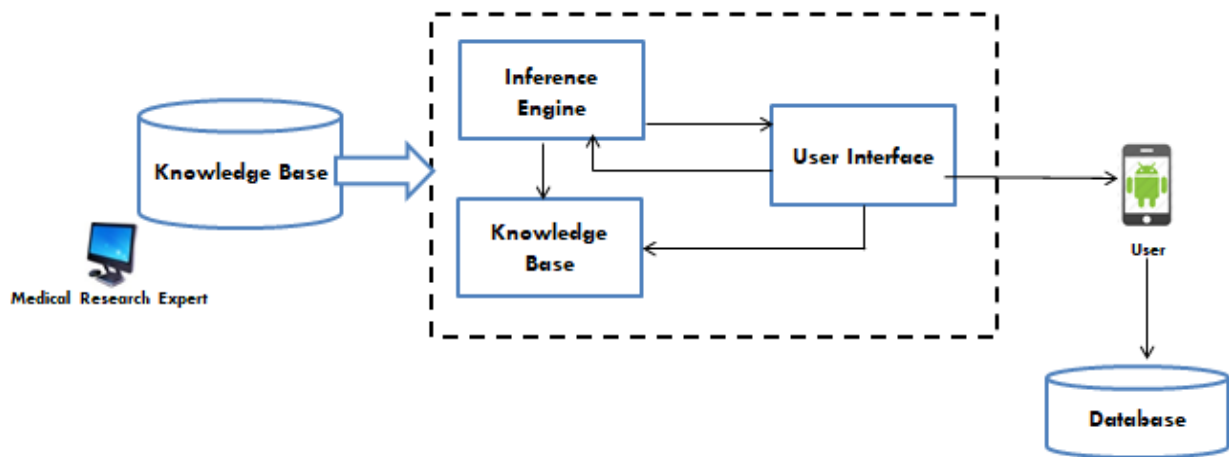 Inference
Engine
Knowledge Base
User Interface
Knowledge
Base
User
Medical Research Expert
Database